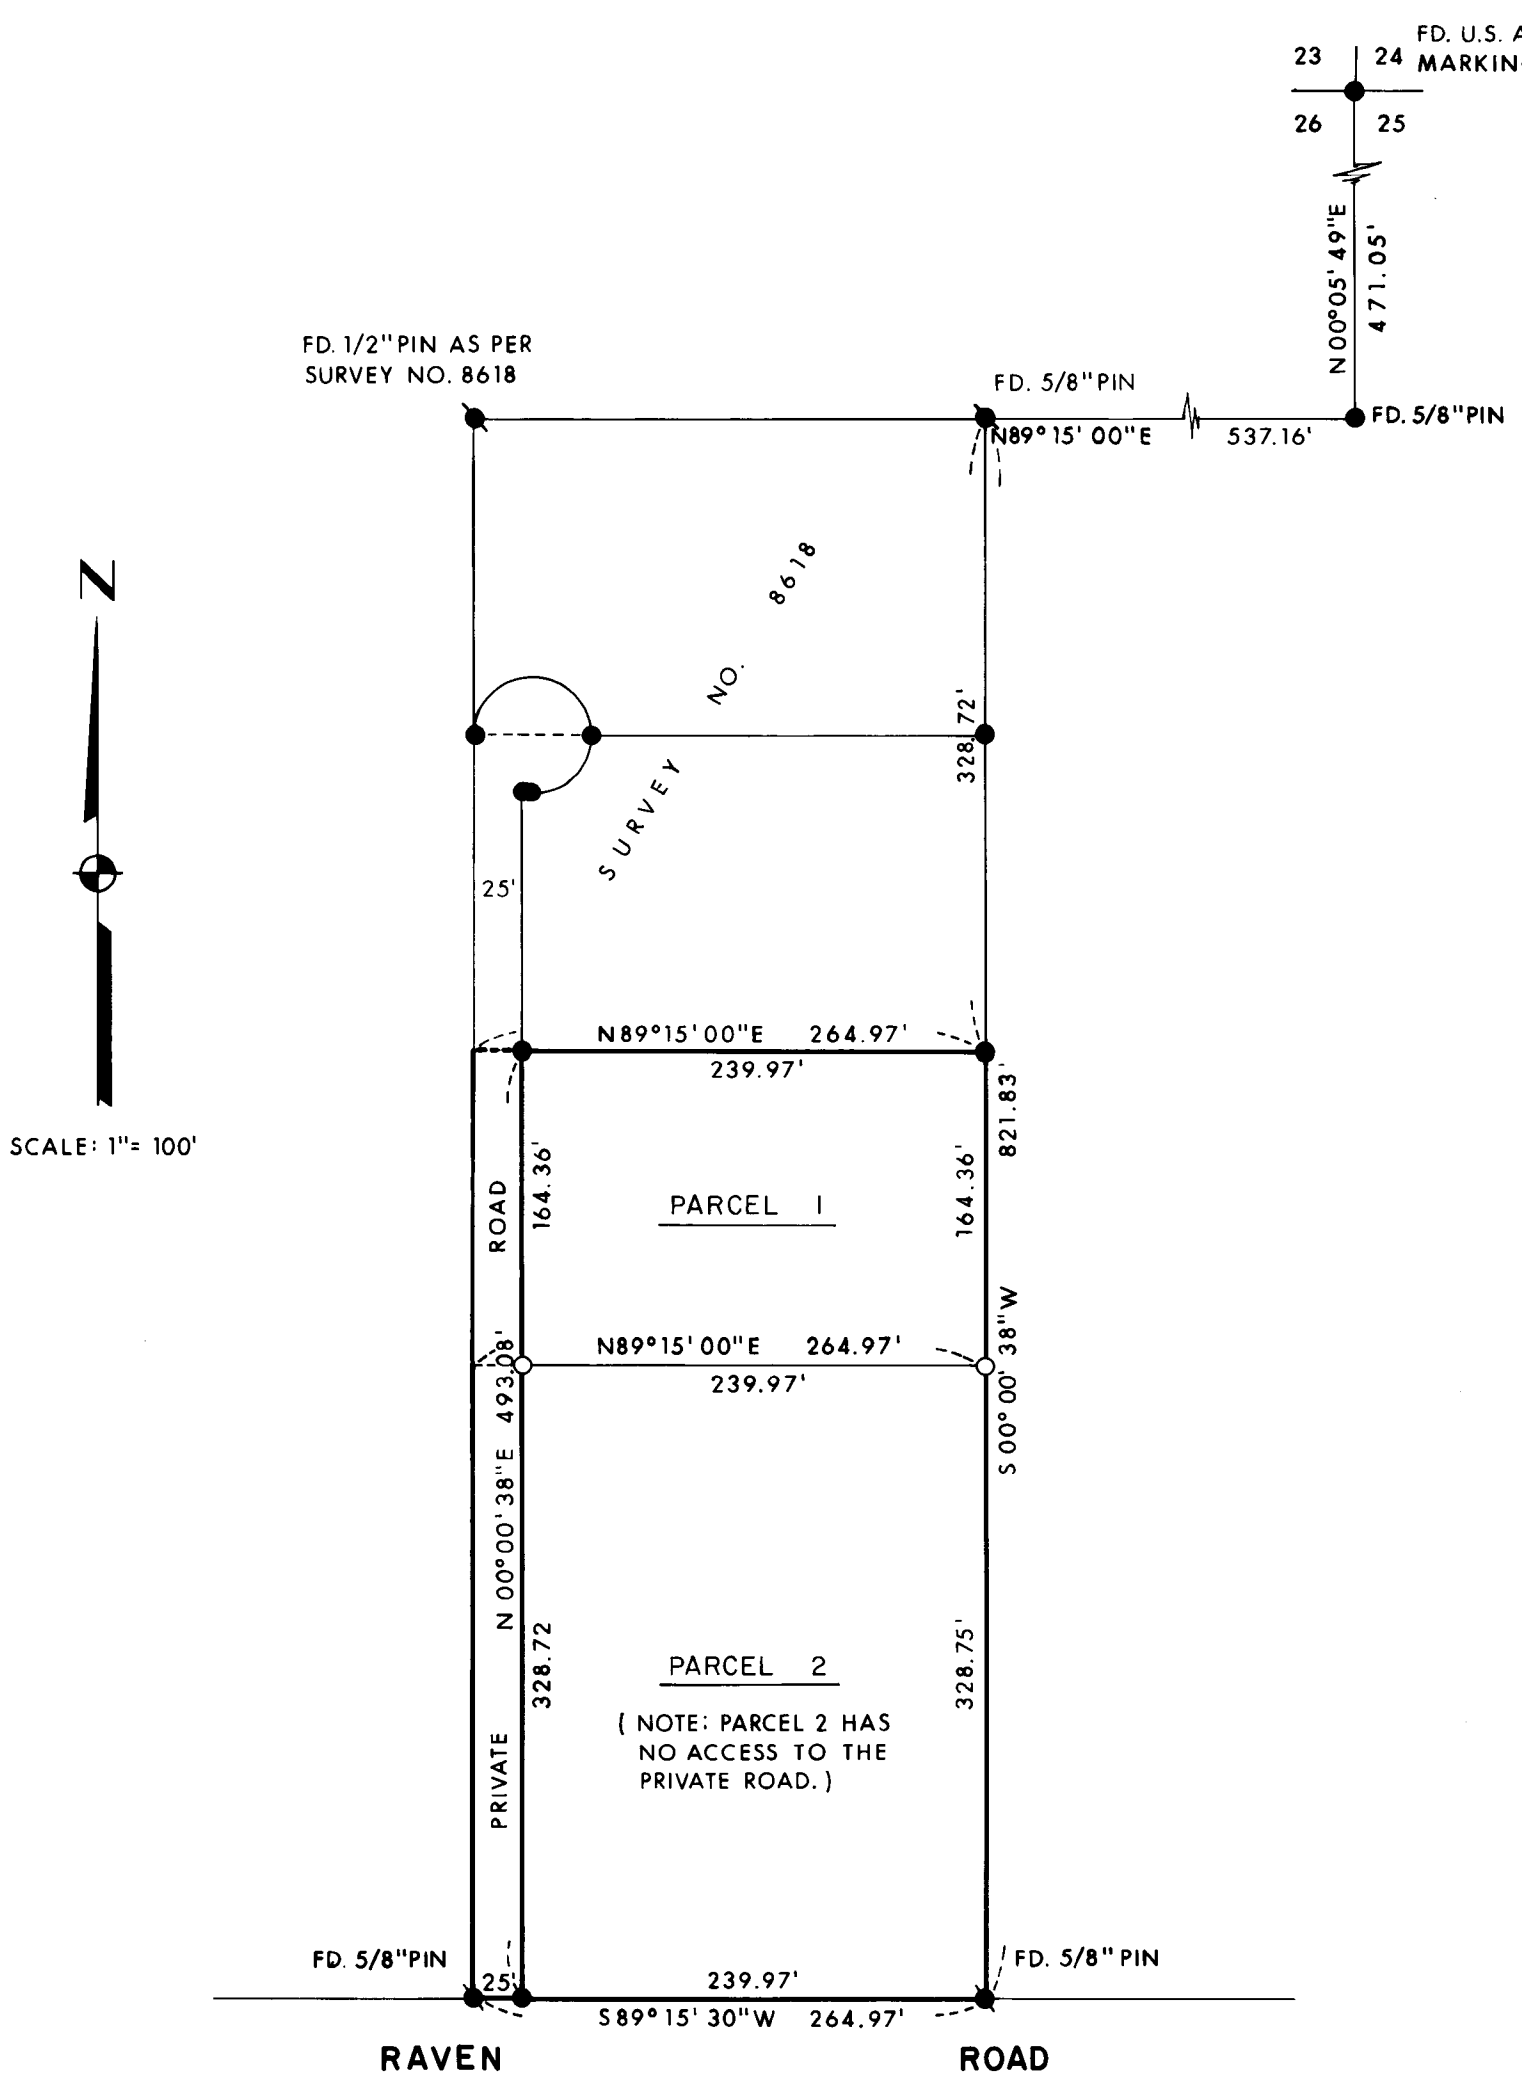 FD. U.S. A
23 24 MARKIN
26 25
N00°05'49"E
471.05'
FD. 1/2"PIN AS PER
SURVEY NO. 8618
FD. 5/8"PIN
FD. 5/8"PIN
N89°15'00"E 537.16'
N
SURVEY NO. 8618
328.72'
25'
N89°15'00"E 264.97'
239.97'
821.83'
SCALE: 1"= 100'
164.36'
164.36'
PARCEL 1
ROAD
S00°00'38"W
N89°15'00"E 264.97'
239.97'
N00°00'38"E 493.08'
328.72
328.75'
PARCEL 2
( NOTE: PARCEL 2 HAS
NO ACCESS TO THE
PRIVATE ROAD. )
PRIVATE
FD. 5/8"PIN
FD. 5/8" PIN
25'
239.97'
S89°15'30"W 264.97'
RAVEN ROAD